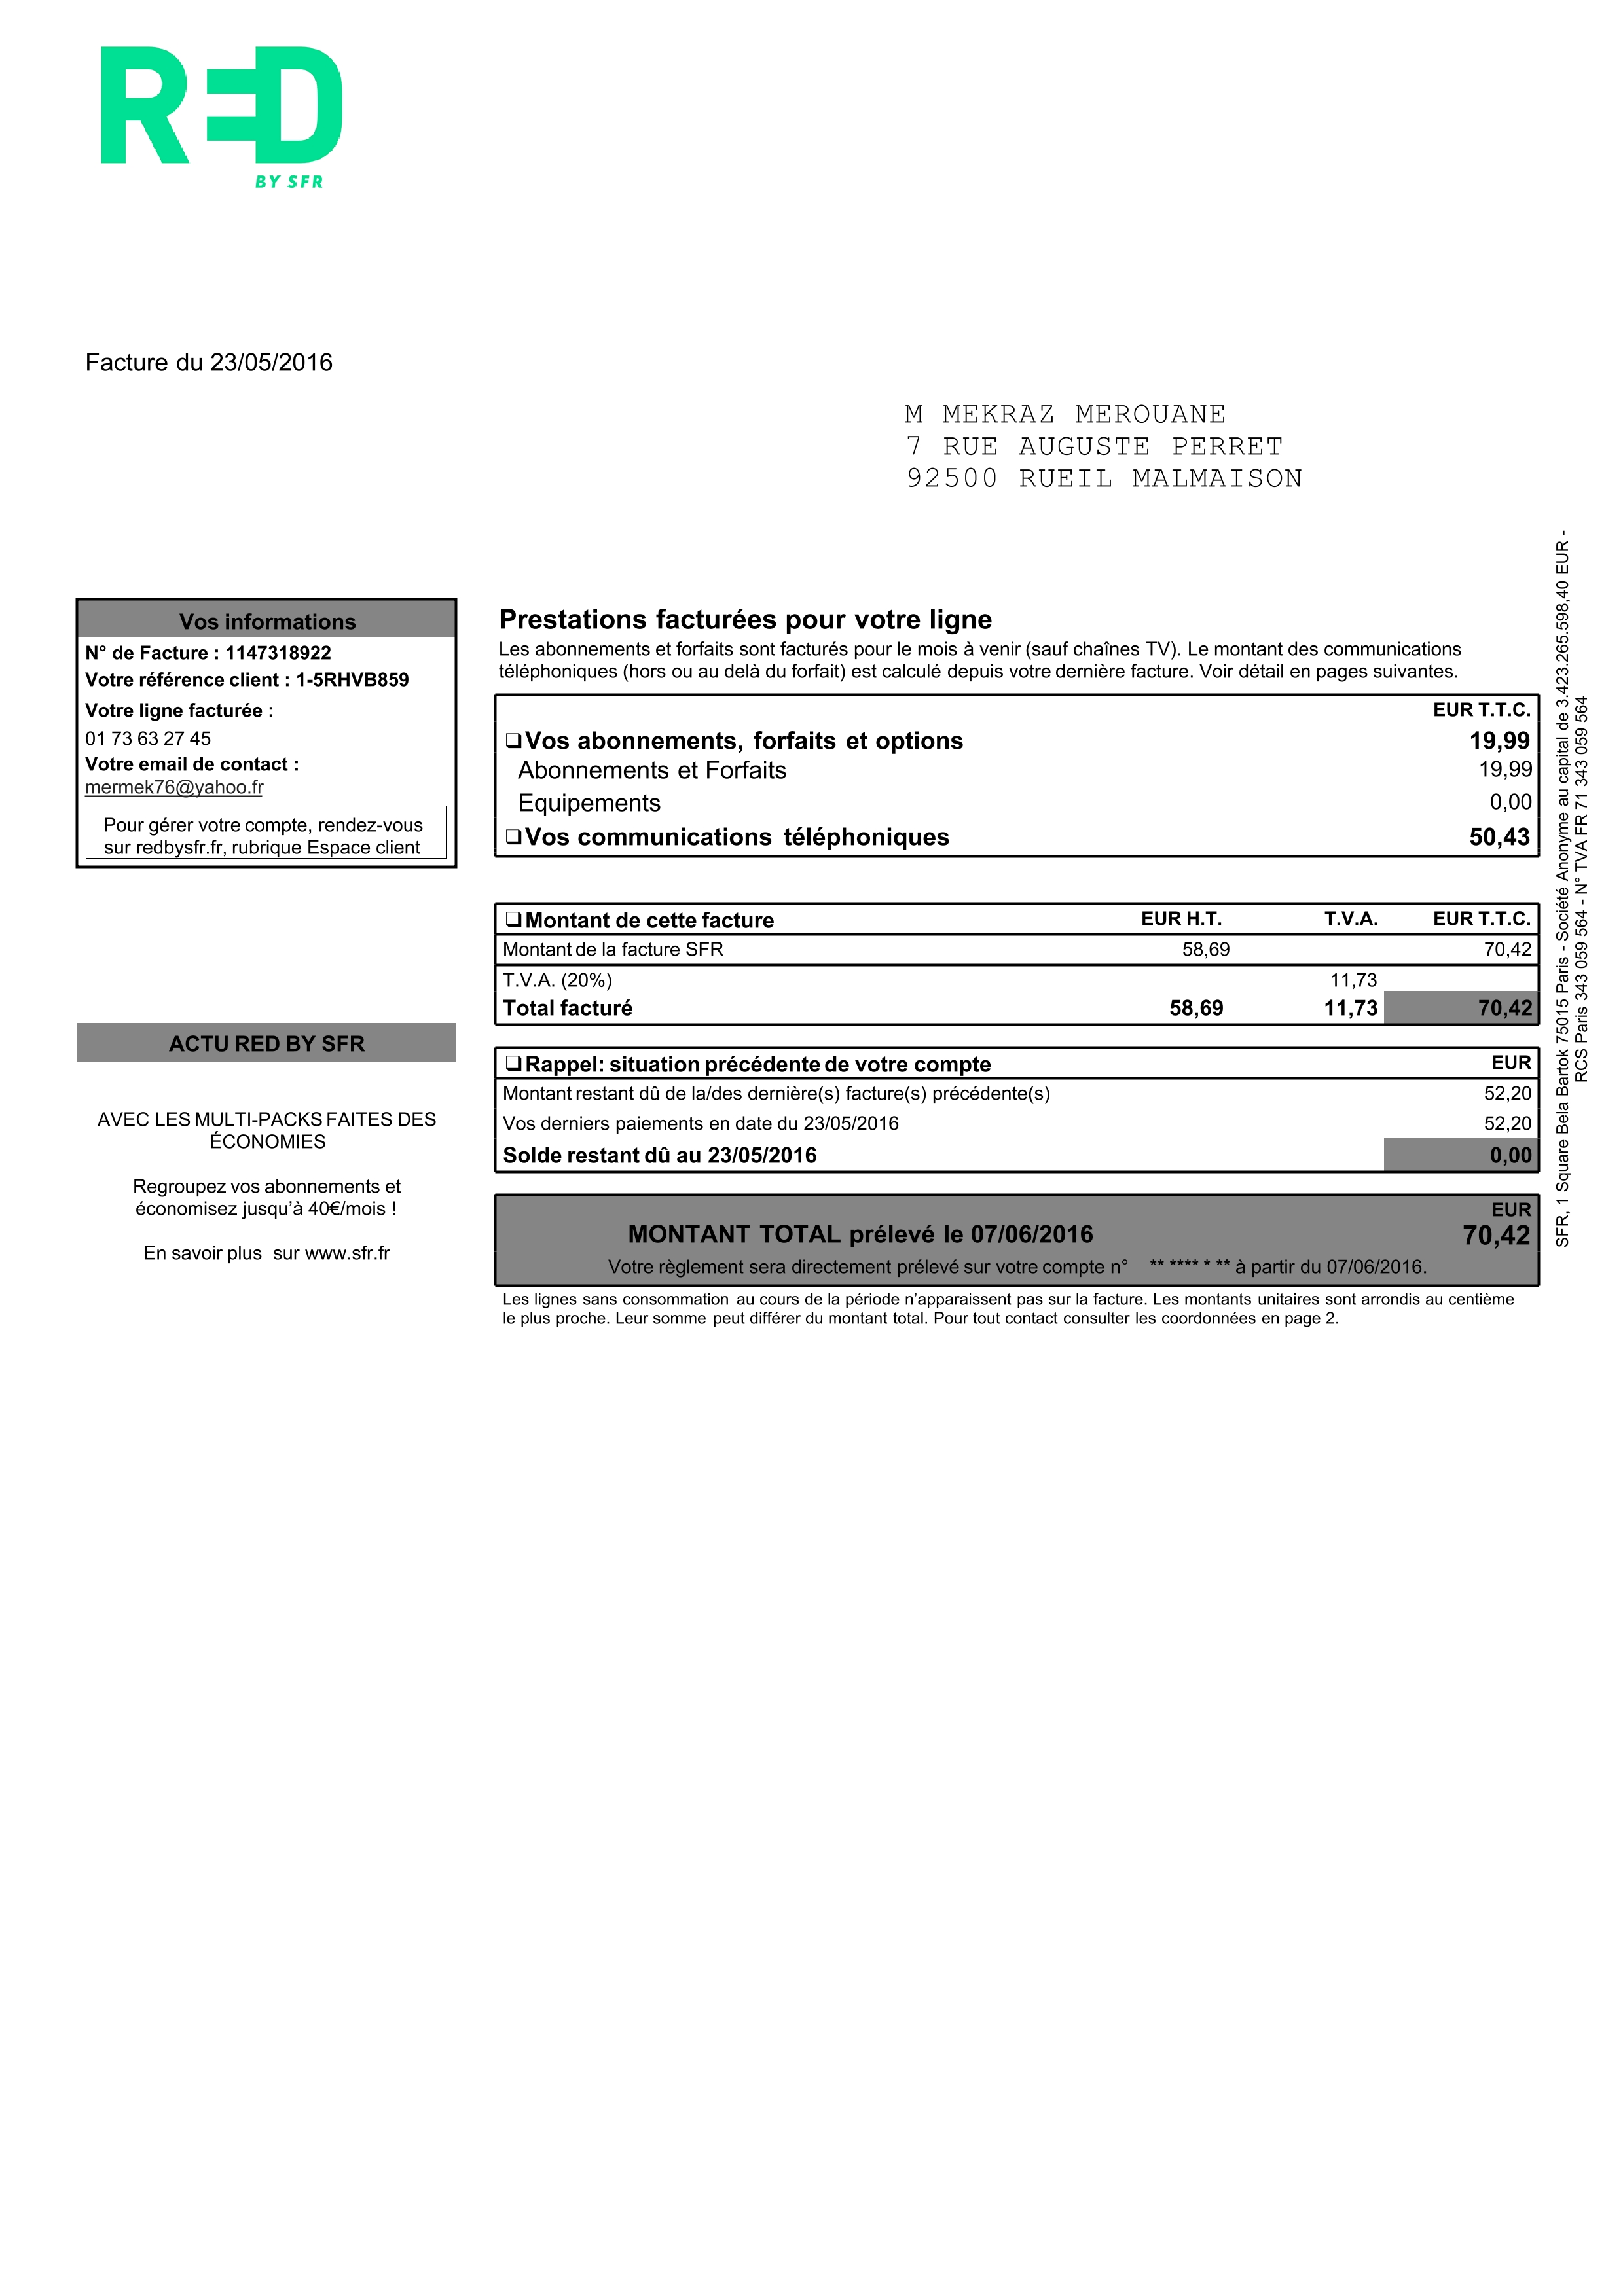 RED
BY SFR
Facture du 23/05/2016
M MEKRAZ MEROUANE
7 RUE AUGUSTE PERRET
92500 RUEIL MALMAISON
Vos informations
N° de Facture : 1147318922
Votre référence client : 1-5RHVB859
Votre ligne facturée :
01 73 63 27 45
Votre email de contact :
mermek76@yahoo.fr
Pour gérer votre compte, rendez-vous
sur redbysfr.fr, rubrique Espace client
ACTU RED BY SFR
AVEC LES MULTI-PACKS FAITES DES
ÉCONOMIES
Regroupez vos abonnements et
économisez jusqu'à 40€/mois !
En savoir plus sur www.sfr.fr
Prestations facturées pour votre ligne
Les abonnements et forfaits sont facturés pour le mois à venir (sauf chaînes TV). Le montant des communications
téléphoniques (hors ou au delà du forfait) est calculé depuis votre dernière facture. Voir détail en pages suivantes.
EUR T.T.C.
❑Vos abonnements, forfaits et options 19,99
Abonnements et Forfaits 19,99
Equipements 0,00
❑Vos communications téléphoniques 50,43
❑Montant de cette facture EUR H.T. T.V.A. EUR T.T.C.
Montant de la facture SFR 58,69 70,42
T.V.A. (20%) 11,73
Total facturé 58,69 11,73 70,42
❑Rappel: situation précédente de votre compte EUR
Montant restant dû de la/des dernière(s) facture(s) précédente(s) 52,20
Vos derniers paiements en date du 23/05/2016 52,20
Solde restant dû au 23/05/2016 0,00
EUR
MONTANT TOTAL prélevé le 07/06/2016 70,42
Votre règlement sera directement prélevé sur votre compte n° ** **** * ** à partir du 07/06/2016.
Les lignes sans consommation au cours de la période n'apparaissent pas sur la facture. Les montants unitaires sont arrondis au centième
le plus proche. Leur somme peut différer du montant total. Pour tout contact consulter les coordonnées en page 2.
SFR, 1 Square Bela Bartok 75015 Paris - Société Anonyme au capital de 3.423.265.598,40 EUR -
RCS Paris 343 059 564 - N° TVA FR 71 343 059 564